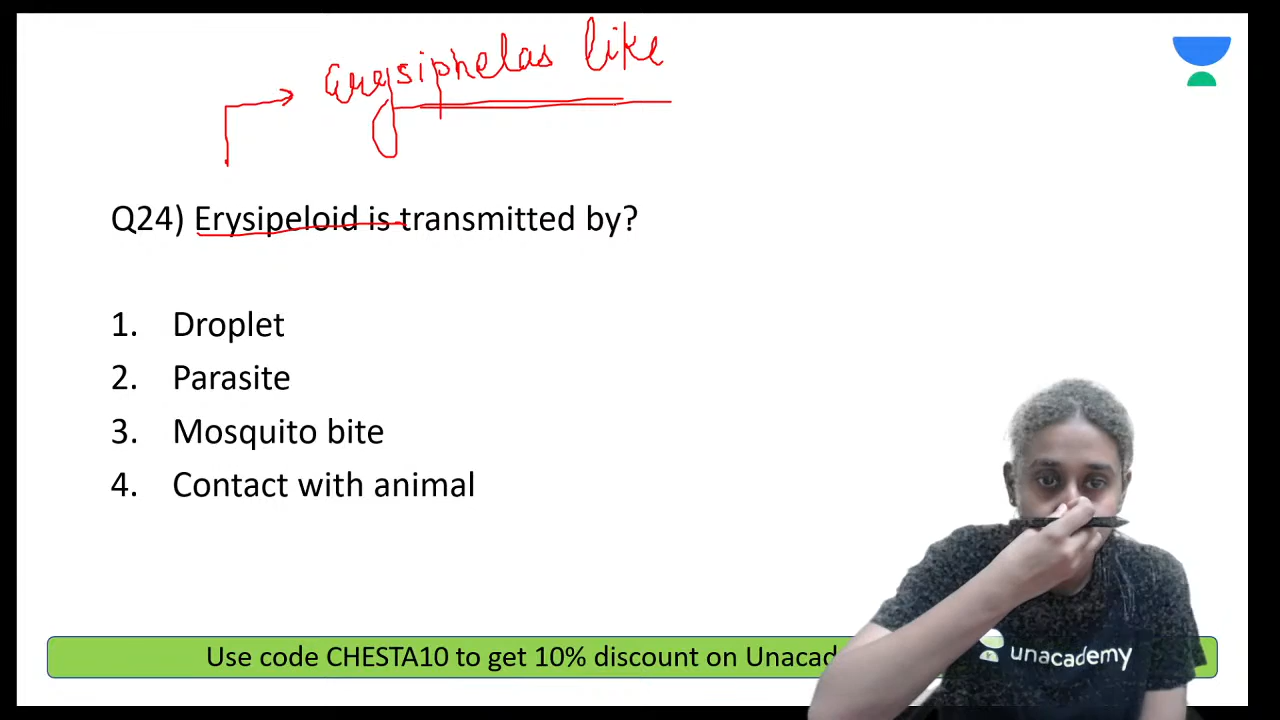 Erysiphelas like
Q24) Erysipeloid is transmitted by?
1. Droplet
2. Parasite
3. Mosquito bite
4. Contact with animal
Use code CHESTA10 to get 10% discount on Unacad
unacademy